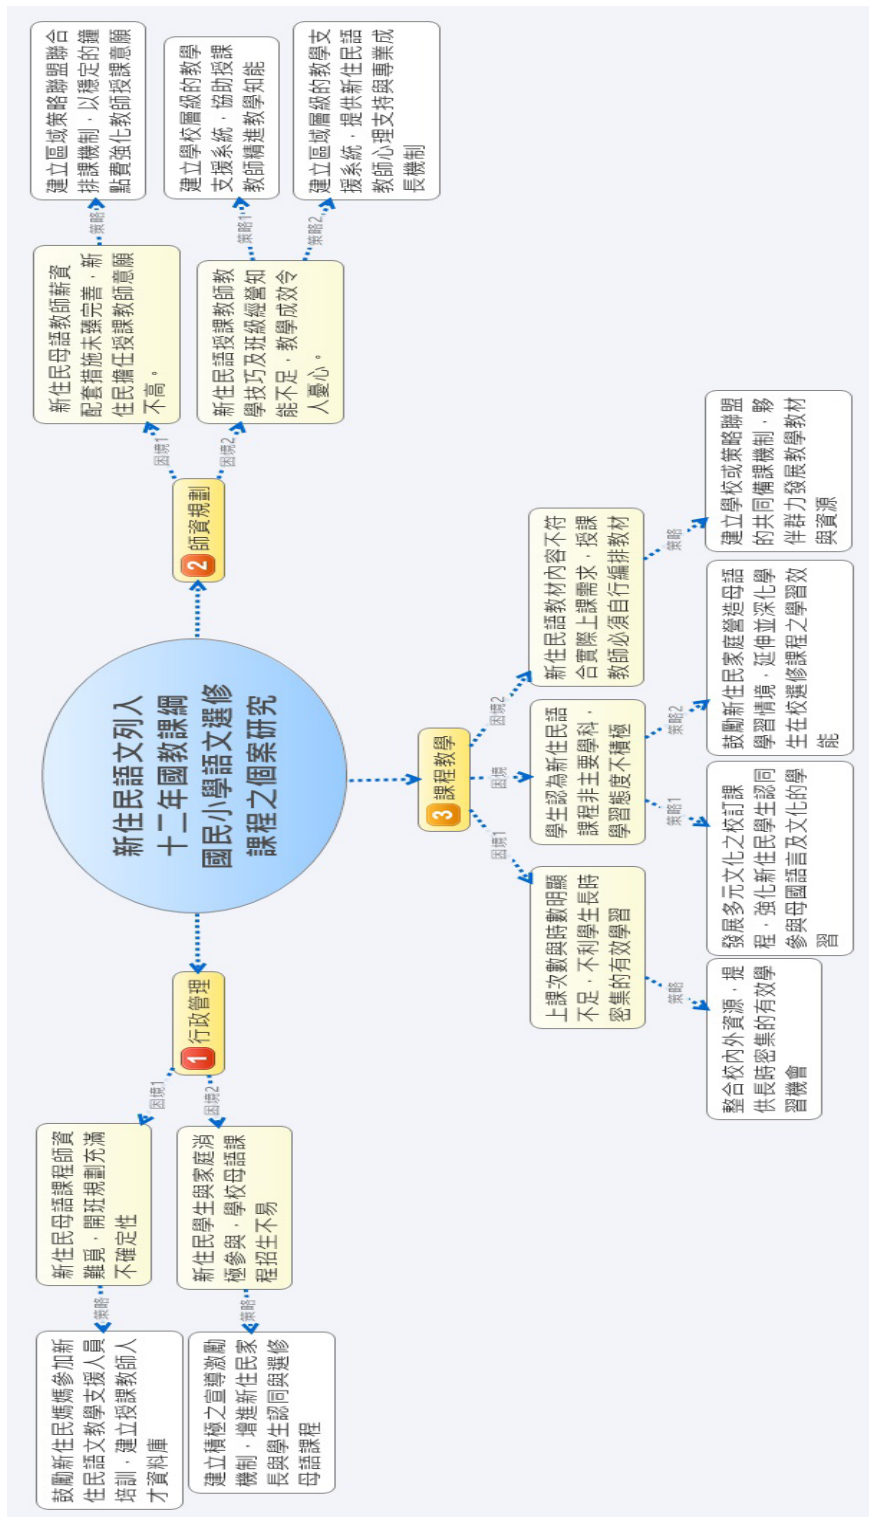 新住民語文列入
十二年國教課綱
國民小學語文選修
課程之個案研究
1 行政管理
困境1
新住民母語課程師資
難覓，開班規劃充滿
不確定性
策略
鼓勵新住民媽媽參加新
住民語文教學支援人員
培訓，建立授課教師人
才資料庫
困境2
新住民學生與家庭消
極參與，學校母語課
程招生不易
策略
建立積極之宣導激勵
機制，增進新住民家
長與學生認同與選修
母語課程
2 師資規劃
困境1
新住民母語教師薪資
配套措施未臻完善，新
住民擔任授課教師意願
不高。
策略
建立區域策略聯盟聯合
排課機制，以穩定的鐘
點費強化教師授課意願
困境2
新住民語授課教師教
學技巧及班級經營知
能不足，教學成效令
人憂心。
策略1
建立學校層級的教學
支援系統，協助授課
教師精進教學知能
策略2
建立區域層級的教學支
援系統，提供新住民語
教師心理支持與專業成
長機制
3 課程教學
困境1
上課次數與時數明顯
不足，不利學生長時
密集的有效學習
策略
整合校內外資源，提
供長時密集的有效學
習機會
困境
學生認為新住民語
課程非主要學科，
學習態度不積極
策略1
發展多元文化之校訂課
程，強化新住民學生認同
參與母國語言及文化的學
習
策略2
鼓勵新住民家庭營造母語
學習情境，延伸並深化學
生在校選修課程之學習效
能
困境2
新住民語教材內容不符
合實際上課需求，授課
教師必須自行編排教材
策略
建立學校或策略聯盟
的共同備課機制，夥
伴群力發展教學教材
與資源